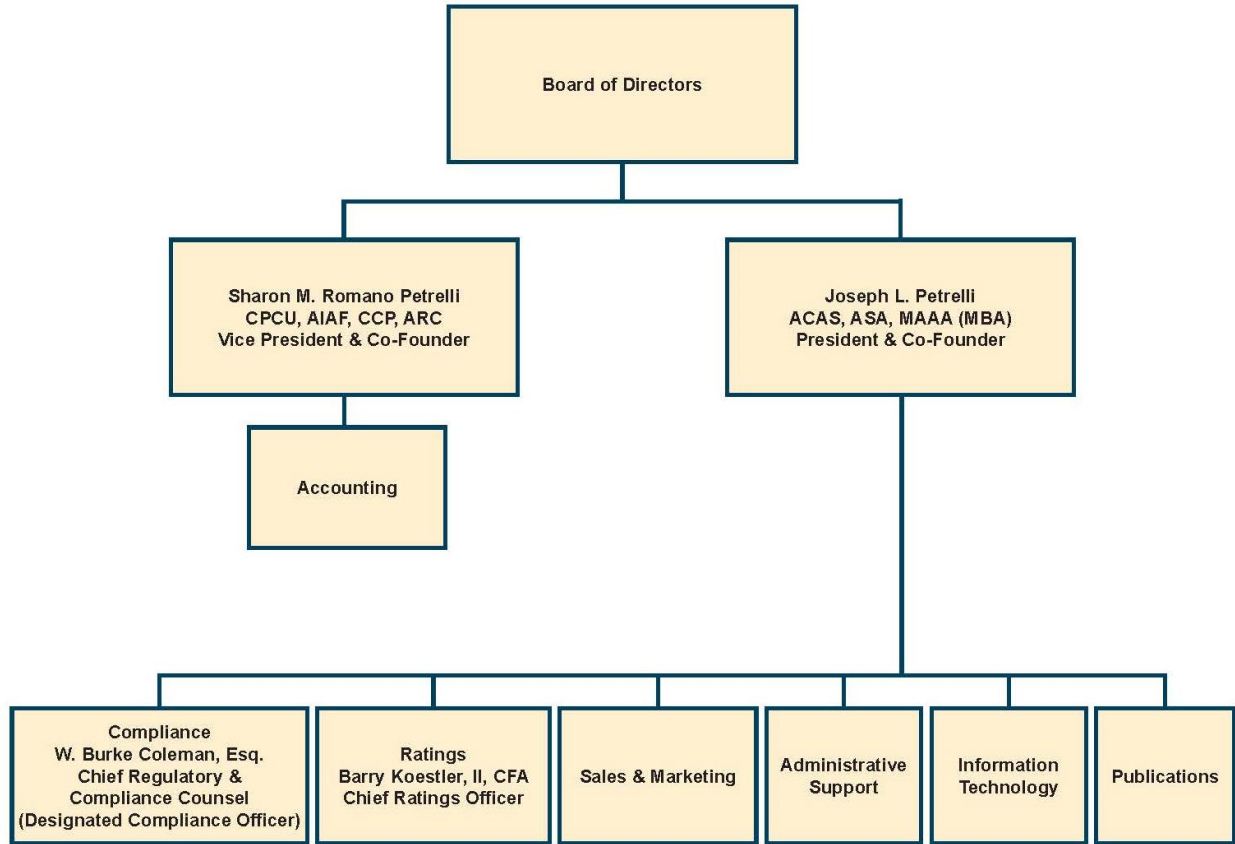 Board of Directors
Sharon M. Romano Petrelli
CPCU, AIAF, CCP, ARC
Vice President & Co-Founder
Joseph L. Petrelli
ACAS, ASA, MAAA (MBA)
President & Co-Founder
Accounting
Compliance
W. Burke Coleman, Esq.
Chief Regulatory &
Compliance Counsel
(Designated Compliance Officer)
Ratings
Barry Koestler, II, CFA
Chief Ratings Officer
Sales & Marketing
Administrative
Support
Information
Technology
Publications